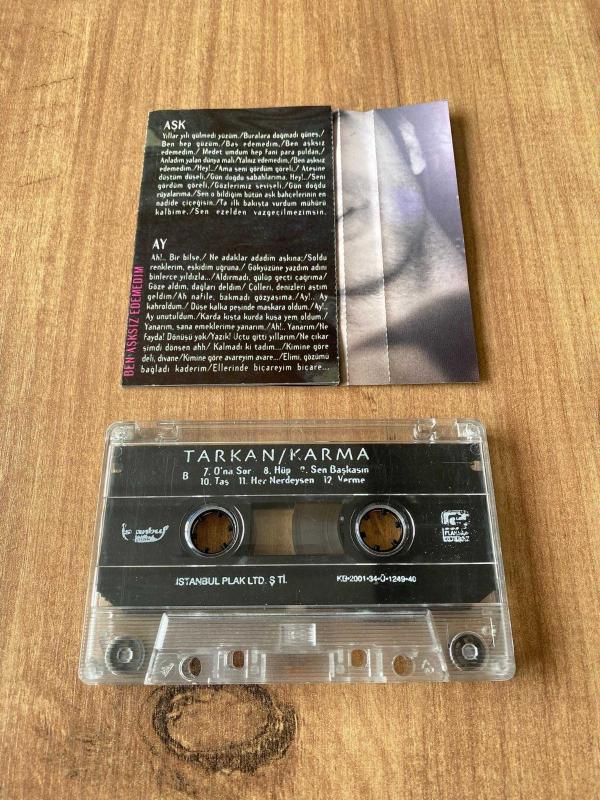 AŞK
Yıllar yılı gülmedi yüzüm,/Buralara doğmadı güneş,/
Ben hep güzüm,/Baş edemedim,/Ben aşksız
edemedim,/ Medet umdum hep fani para puldan,/
Anladım yalan dünya malı/Yalnız edemedim,/Ben aşksız
edemedim,/Hey!../Ama seni gördüm göreli,/ Ateşine
düştüm düşeli,/Gün doğdu sabahlarıma, Hey!../Seni
gördüm göreli,/Gözlerimiz sevişeli,/Gün doğdu
rüyalarıma,/Sen o bildiğim bütün aşk bahçelerinin en
nadide çiçeğisin,/Ta ilk bakışta vurdum mühürü
kalbime,/Sen ezelden vazgeçilmezimsin.
AY
Ah!.. Bir bilse,/ Ne adaklar adadım aşkına;/Soldu
renklerim, eskidim uğruna,/ Gökyüzüne yazdım adını
binlerce yıldızla.../Aldırmadı, gülüp geçti çağrıma/
Göze aldım, dağları deldim/ Çölleri, denizleri aştım
geldim/Ah nafile, bakmadı gözyaşıma,/Ay!.. Ay
kahroldum,/ Düşe kalka peşinde maskara oldum,/Ay!..
Ay unutuldum,/Karda kışta kurda kuşa yem oldum,/
Yanarım, sana emeklerime yanarım,/Ah!.. Yanarım/Ne
fayda! Dönüşü yok/Yazık! Uçtu gitti yıllarım/Ne çıkar
şimdi dönsen ahh/ Kalmadı ki tadım.../Kimine göre
deli, divane/Kimine göre avareyim avare.../Elimi, gözümü
bağladı kaderim/Ellerinde biçareyim biçare...
BEN AŞKSIZ EDEMEDİM
TARKAN/KARMA
B 7. O'na Sor 8. Hüp 9. Sen Başkasın
10. Taş 11. Her Nerdeysen 12. Verme
istanbul plak
İSTANBUL PLAK LTD. Ş Tİ. KB-2001-34-Ü-1249-40